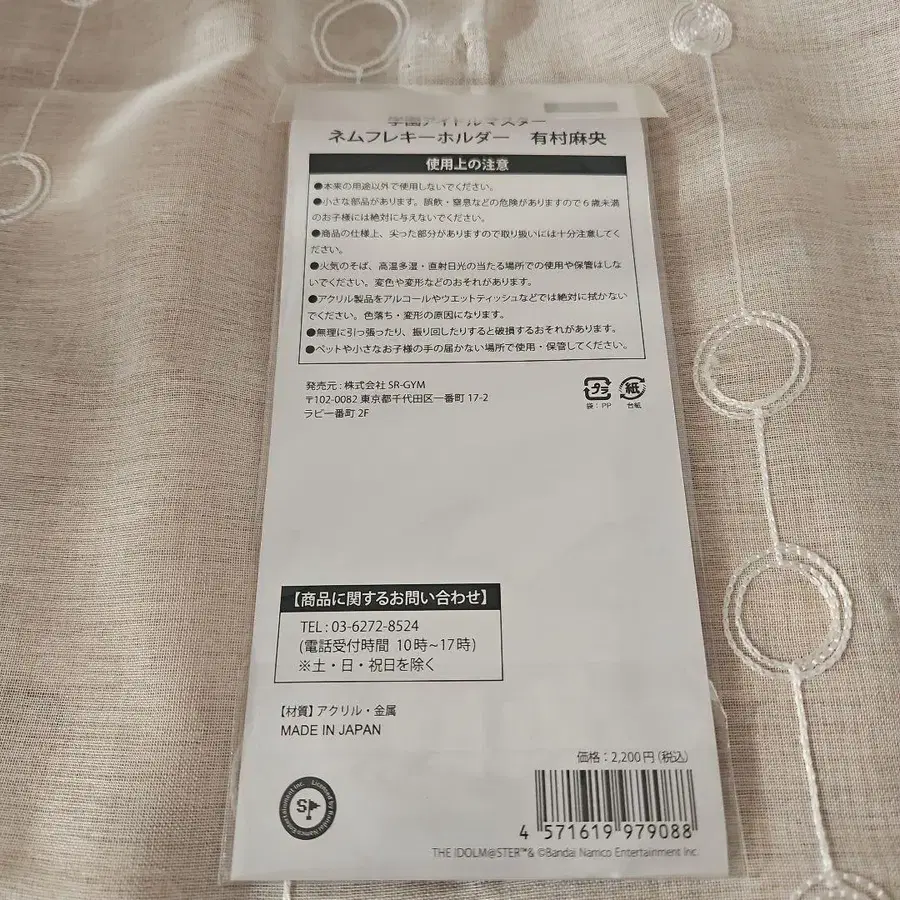 学園アイドルマスター
ネムフレキーホルダー 有村麻央
使用上の注意
●本来の用途以外で使用しないでください。
●小さな部品があります。誤飲・窒息などの危険がありますので6歳未満
のお子様には絶対に与えないでください。
●商品の仕様上、尖った部分がありますので取り扱いには十分注意してく
ださい。
●火気のそば、高温多湿・直射日光の当たる場所での使用や保管はしな
いでください。変色や変形などのおそれがあります。
●アクリル製品をアルコールやウエットティッシュなどでは絶対に拭かない
でください。色落ち・変形の原因になります。
●無理に引っ張ったり、振り回したりすると破損するおそれがあります。
●ペットや小さなお子様の手の届かない場所で使用・保管してください。
発売元:株式会社 SR-GYM
〒102-0082 東京都千代田区一番町 17-2
ラピー番町 2F
プラ 紙
袋:PP 台紙
【商品に関するお問い合わせ】
TEL:03-6272-8524
(電話受付時間 10時~17時)
※土・日・祝日を除く
【材質】アクリル・金属
MADE IN JAPAN
価格:2,200円(税込)
Licensed by Bandai Namco Entertainment Inc.
S
4 571619 979088
THE IDOLM@STER™& ©Bandai Namco Entertainment Inc.